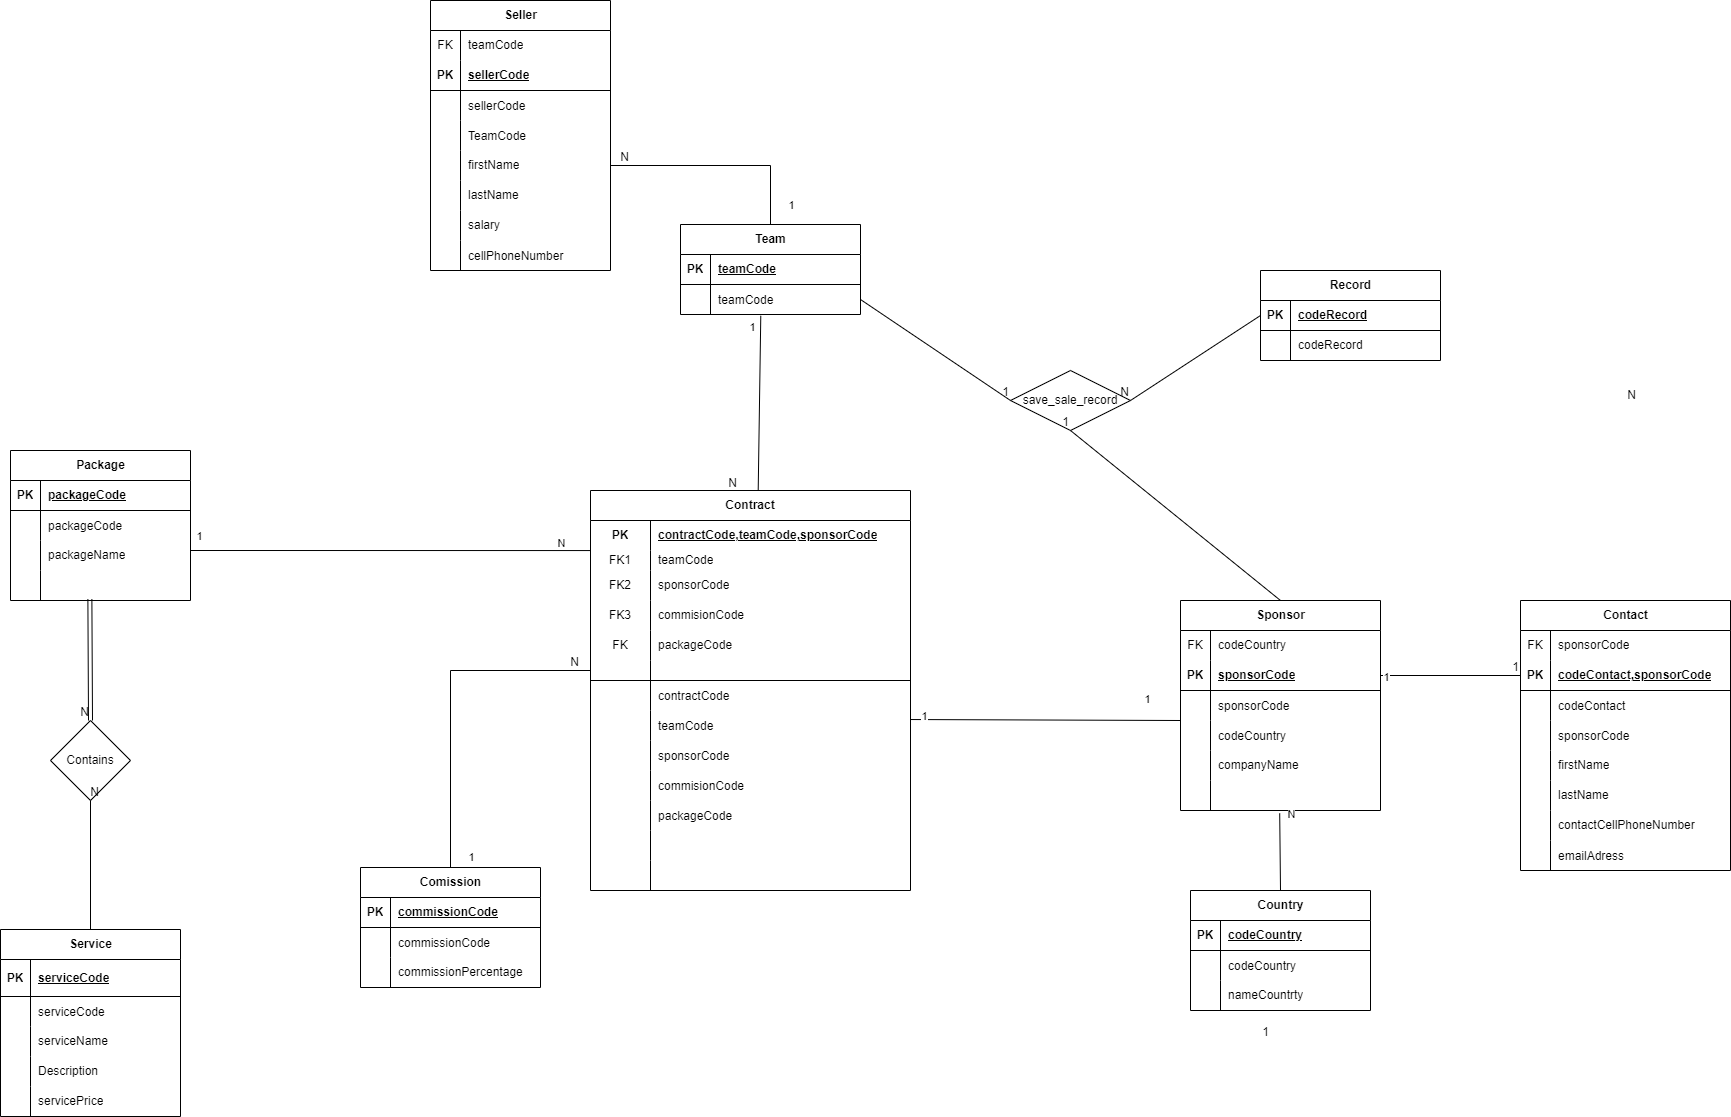 Seller
FK teamCode
PK sellerCode
sellerCode
TeamCode
firstName
lastName
salary
cellPhoneNumber
N
1
Team
PK teamCode
teamCode
1
Record
PK codeRecord
codeRecord
1
N
save_sale_record
1
N
Package
PK packageCode
packageCode
packageName
1
N
N
Contract
PK contractCode,teamCode,sponsorCode
FK1 teamCode
FK2 sponsorCode
FK3 commisionCode
FK packageCode
contractCode
teamCode
sponsorCode
commisionCode
packageCode
N
1
1
Sponsor
FK codeCountry
PK sponsorCode
sponsorCode
codeCountry
companyName
1
1
Contact
FK sponsorCode
PK codeContact,sponsorCode
codeContact
sponsorCode
firstName
lastName
contactCellPhoneNumber
emailAdress
N
Contains
N
1
Comission
PK commissionCode
commissionCode
commissionPercentage
N
Country
PK codeCountry
codeCountry
nameCountrty
1
Service
PK serviceCode
serviceCode
serviceName
Description
servicePrice